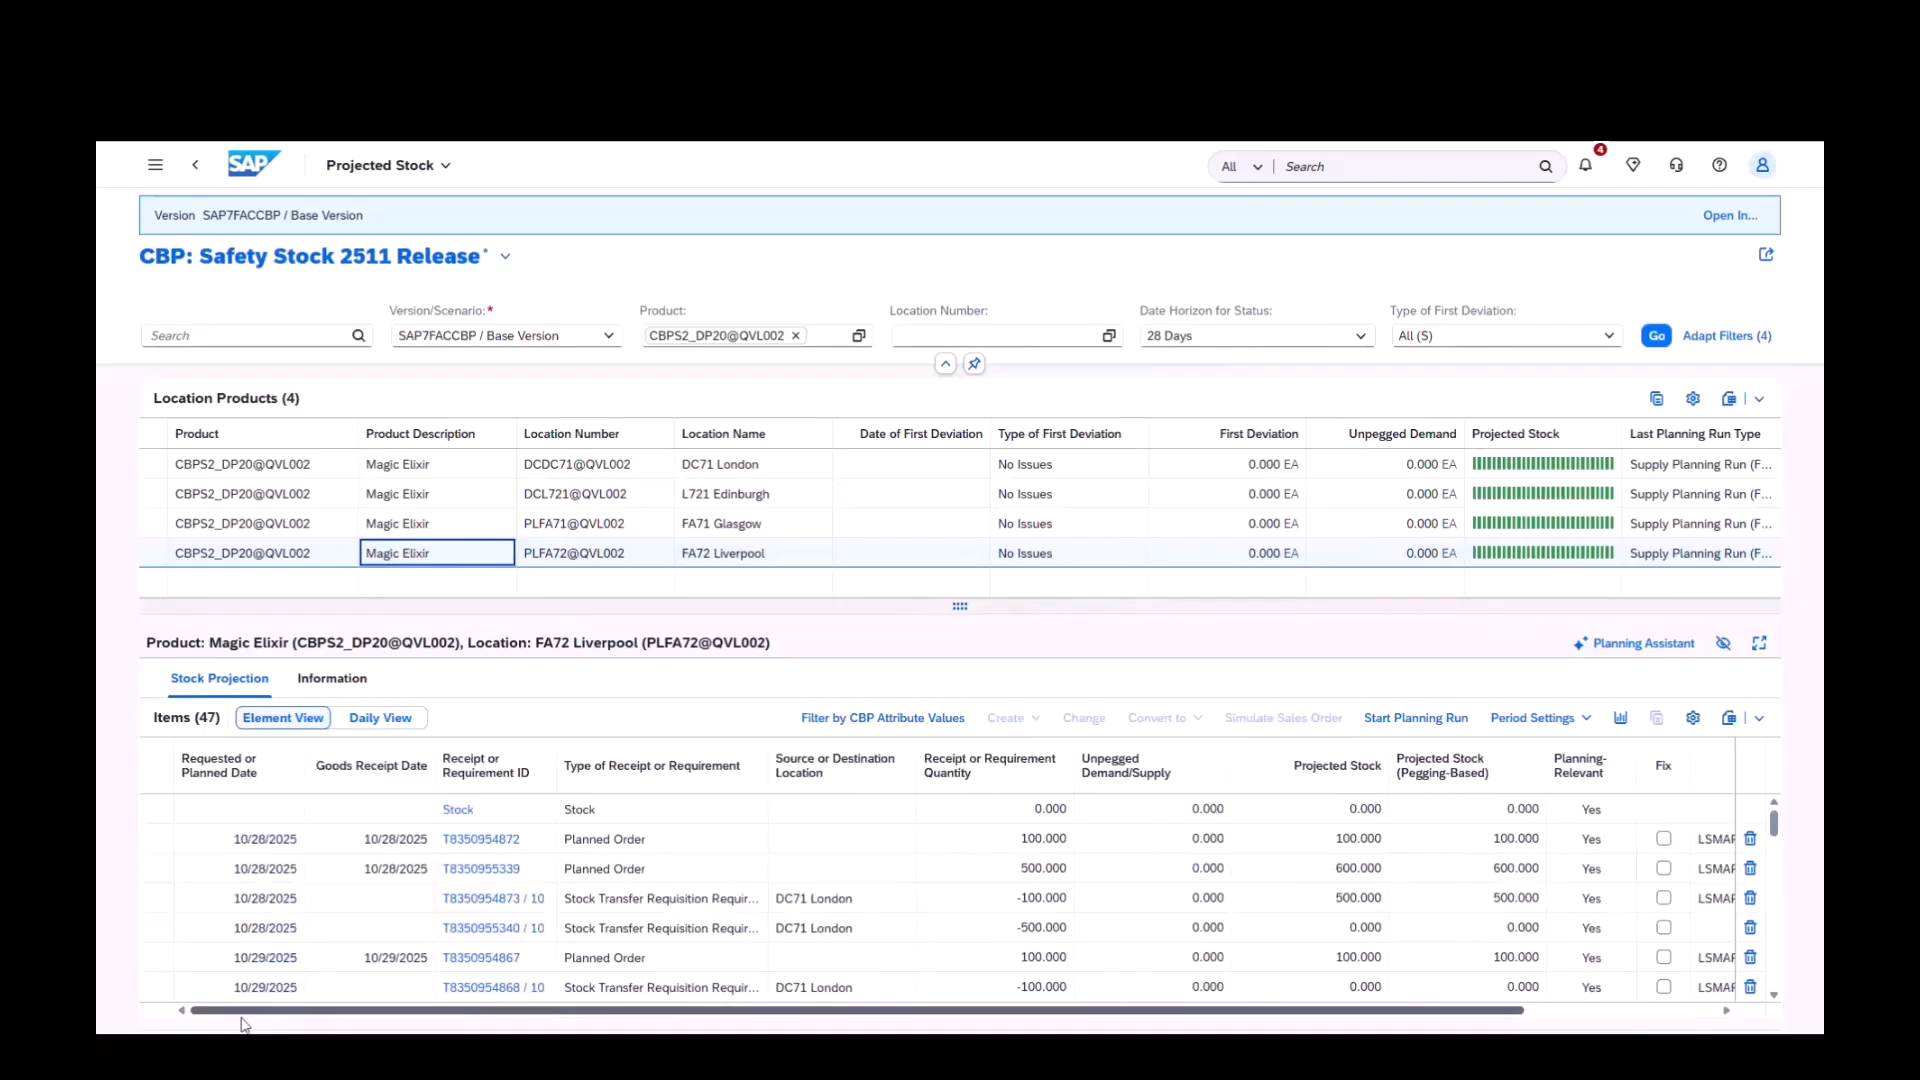 SAP Projected Stock All Search 4
Version SAP7FACCBP / Base Version Open In...
CBP: Safety Stock 2511 Release*
Version/Scenario:* Product: Location Number: Date Horizon for Status: Type of First Deviation:
Search SAP7FACCBP / Base Version CBPS2_DP20@QVL002 28 Days All (S) Go Adapt Filters (4)
Location Products (4)
Product Product Description Location Number Location Name Date of First Deviation Type of First Deviation First Deviation Unpegged Demand Projected Stock Last Planning Run Type
CBPS2_DP20@QVL002 Magic Elixir DCDC71@QVL002 DC71 London No Issues 0.000 EA 0.000 EA Supply Planning Run (F...
CBPS2_DP20@QVL002 Magic Elixir DCL721@QVL002 L721 Edinburgh No Issues 0.000 EA 0.000 EA Supply Planning Run (F...
CBPS2_DP20@QVL002 Magic Elixir PLFA71@QVL002 FA71 Glasgow No Issues 0.000 EA 0.000 EA Supply Planning Run (F...
CBPS2_DP20@QVL002 Magic Elixir PLFA72@QVL002 FA72 Liverpool No Issues 0.000 EA 0.000 EA Supply Planning Run (F...
Product: Magic Elixir (CBPS2_DP20@QVL002), Location: FA72 Liverpool (PLFA72@QVL002) Planning Assistant
Stock Projection Information
Items (47) Element View Daily View Filter by CBP Attribute Values Create Change Convert to Simulate Sales Order Start Planning Run Period Settings
Requested or Planned Date Goods Receipt Date Receipt or Requirement ID Type of Receipt or Requirement Source or Destination Location Receipt or Requirement Quantity Unpegged Demand/Supply Projected Stock Projected Stock (Pegging-Based) Planning-Relevant Fix
Stock Stock 0.000 0.000 0.000 0.000 Yes
10/28/2025 10/28/2025 T8350954872 Planned Order 100.000 0.000 100.000 100.000 Yes LSMAF
10/28/2025 10/28/2025 T8350955339 Planned Order 500.000 0.000 600.000 600.000 Yes LSMAF
10/28/2025 T8350954873 / 10 Stock Transfer Requisition Requir... DC71 London -100.000 0.000 500.000 500.000 Yes LSMAF
10/28/2025 T8350955340 / 10 Stock Transfer Requisition Requir... DC71 London -500.000 0.000 0.000 0.000 Yes
10/29/2025 10/29/2025 T8350954867 Planned Order 100.000 0.000 100.000 100.000 Yes LSMAF
10/29/2025 T8350954868 / 10 Stock Transfer Requisition Requir... DC71 London -100.000 0.000 0.000 0.000 Yes LSMAF